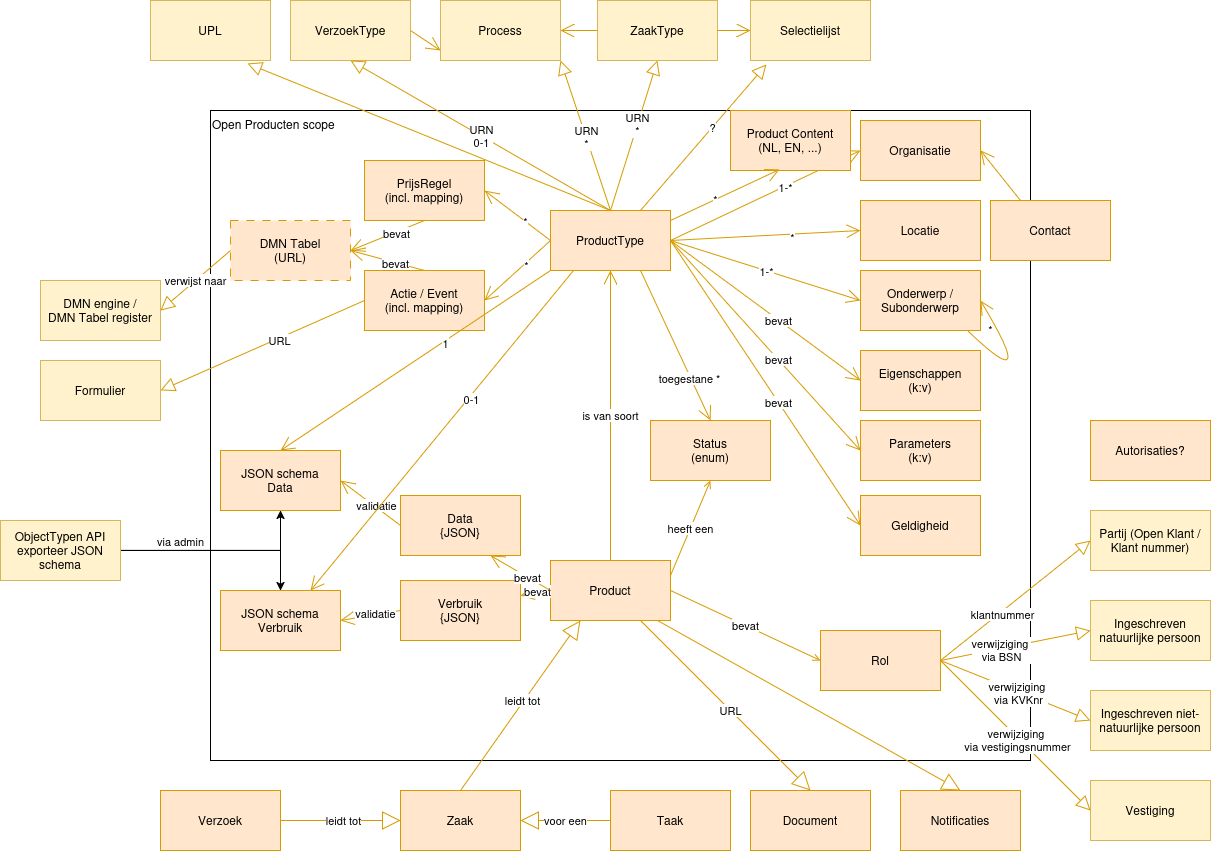 UPL
VerzoekType
Process
ZaakType
Selectielijst
Open Producten scope
URN
0-1
URN
*
URN
*
?
Product Content
(NL, EN, ...)
Organisatie
PrijsRegel
(incl. mapping)
*
*
1-*
DMN Tabel
(URL)
bevat
ProductType
*
Locatie
Contact
verwijst naar
bevat
*
1-*
DMN engine /
DMN Tabel register
Actie / Event
(incl. mapping)
Onderwerp /
Subonderwerp
*
URL
1
bevat
Formulier
toegestane *
bevat
Eigenschappen
(k:v)
0-1
is van soort
bevat
Status
(enum)
Parameters
(k:v)
Autorisaties?
JSON schema
Data
validatie
Data
{JSON}
heeft een
Geldigheid
ObjectTypen API
exporteer JSON
schema
via admin
Partij (Open Klant /
Klant nummer)
bevat
bevat
Product
JSON schema
Verbruik
validatie
Verbruik
{JSON}
bevat
Rol
klantnummer
Ingeschreven
natuurlijke persoon
verwijziging
via BSN
verwijziging
via KVKnr
Ingeschreven niet-
natuurlijke persoon
leidt tot
URL
verwijziging
via vestigingsnummer
Verzoek
leidt tot
Zaak
voor een
Taak
Document
Notificaties
Vestiging